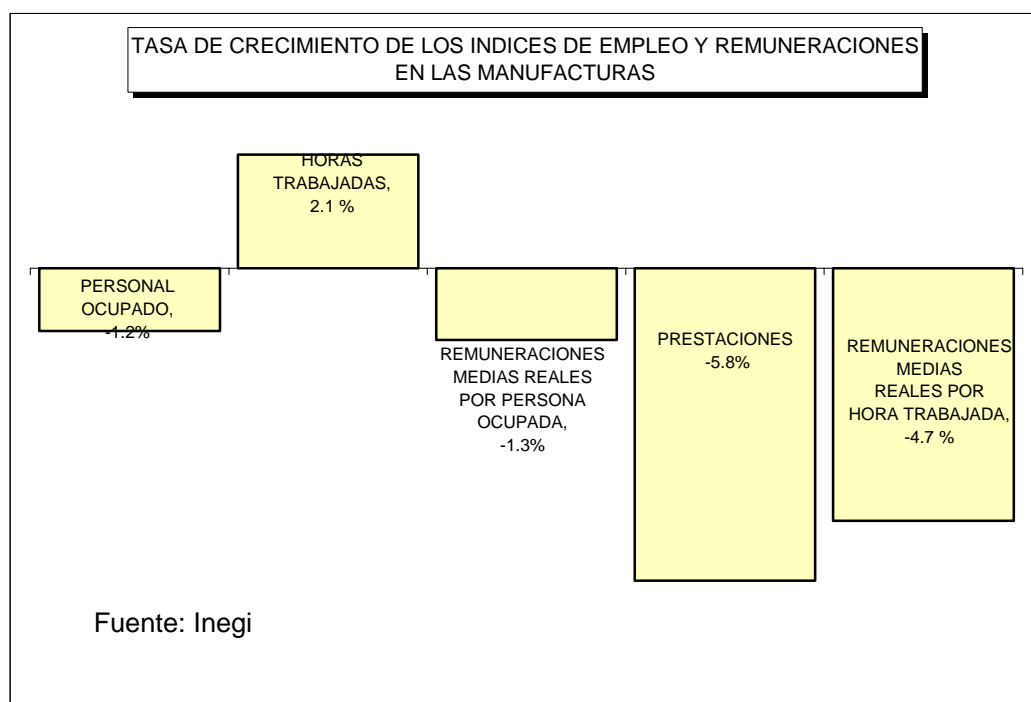 TASA DE CRECIMIENTO DE LOS INDICES DE EMPLEO Y REMUNERACIONES
EN LAS MANUFACTURAS
PERSONAL
OCUPADO,
-1.2%
HORAS
TRABAJADAS,
2.1 %
REMUNERACIONES
MEDIAS REALES
POR PERSONA
OCUPADA,
-1.3%
PRESTACIONES
-5.8%
REMUNERACIONES
MEDIAS
REALES POR
HORA TRABAJADA,
-4.7 %
Fuente: Inegi